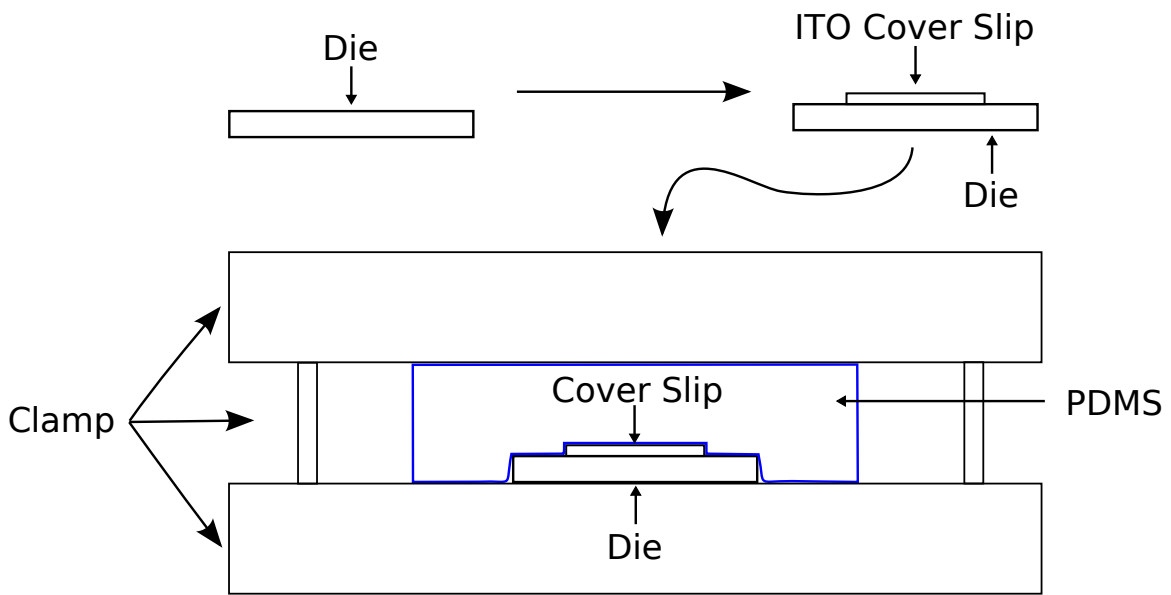 Die
ITO Cover Slip
Die
Clamp
Cover Slip
PDMS
Die